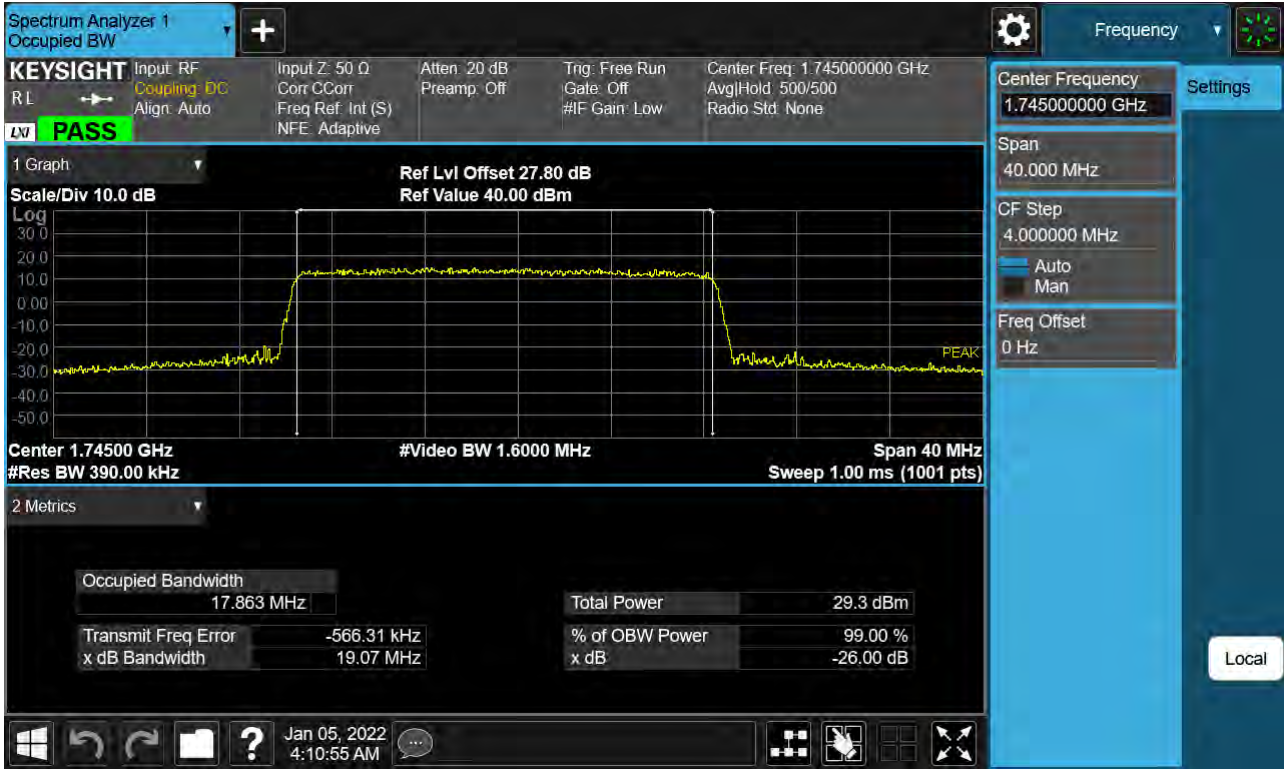 Spectrum Analyzer 1
Occupied BW
+
Frequency
KEYSIGHT
RL
LXI
PASS
Input: RF
Coupling: DC
Align: Auto
Input Z: 50 Ω
Corr CCorr
Freq Ref: Int (S)
NFE: Adaptive
Atten: 20 dB
Preamp: Off
Trig: Free Run
Gate: Off
#IF Gain: Low
Center Freq: 1.745000000 GHz
Avg|Hold: 500/500
Radio Std: None
Center Frequency
1.745000000 GHz
Settings
Span
40.000 MHz
CF Step
4.000000 MHz
Auto
Man
Freq Offset
0 Hz
Local
1 Graph
Scale/Div 10.0 dB
Ref Lvl Offset 27.80 dB
Ref Value 40.00 dBm
Log
30.0
20.0
10.0
0.00
-10.0
-20.0
-30.0
-40.0
-50.0
PEAK
Center 1.74500 GHz
#Video BW 1.6000 MHz
Span 40 MHz
#Res BW 390.00 kHz
Sweep 1.00 ms (1001 pts)
2 Metrics
Occupied Bandwidth
17.863 MHz
Total Power 29.3 dBm
Transmit Freq Error -566.31 kHz
% of OBW Power 99.00 %
x dB Bandwidth 19.07 MHz
x dB -26.00 dB
?
Jan 05, 2022
4:10:55 AM